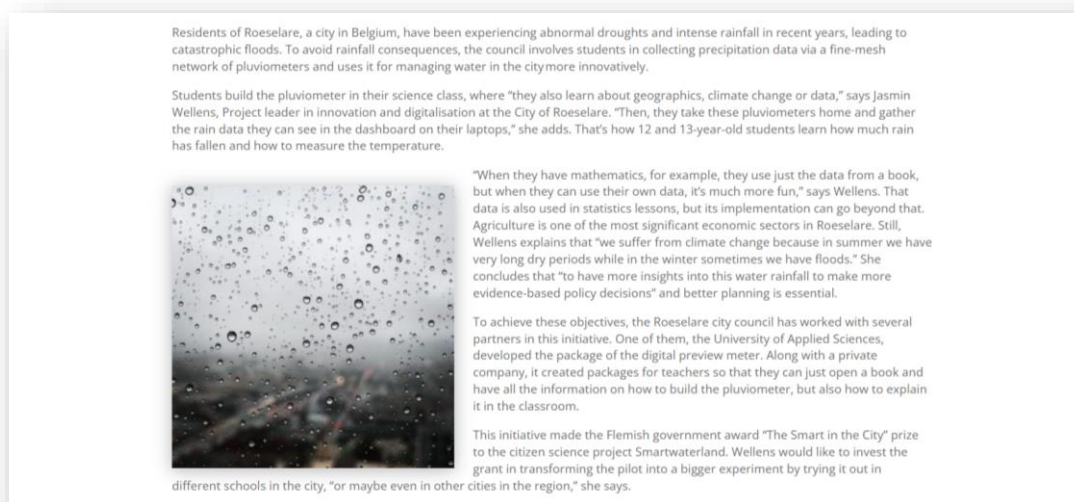 Residents of Roeselare, a city in Belgium, have been experiencing abnormal droughts and intense rainfall in recent years, leading to
catastrophic floods. To avoid rainfall consequences, the council involves students in collecting precipitation data via a fine-mesh
network of pluviometers and uses it for managing water in the citymore innovatively.
Students build the pluviometer in their science class, where “they also learn about geographics, climate change or data,” says Jasmin
Wellens, Project leader in innovation and digitalisation at the City of Roeselare. “Then, they take these pluviometers home and gather
the rain data they can see in the dashboard on their laptops,” she adds. That’s how 12 and 13-year-old students learn how much rain
has fallen and how to measure the temperature.
“When they have mathematics, for example, they use just the data from a book,
but when they can use their own data, it’s much more fun,” says Wellens. That
data is also used in statistics lessons, but its implementation can go beyond that.
Agriculture is one of the most significant economic sectors in Roeselare. Still,
Wellens explains that “we suffer from climate change because in summer we have
very long dry periods while in the winter sometimes we have floods.” She
concludes that “to have more insights into this water rainfall to make more
evidence-based policy decisions” and better planning is essential.
To achieve these objectives, the Roeselare city council has worked with several
partners in this initiative. One of them, the University of Applied Sciences,
developed the package of the digital preview meter. Along with a private
company, it created packages for teachers so that they can just open a book and
have all the information on how to build the pluviometer, but also how to explain
it in the classroom.
This initiative made the Flemish government award “The Smart in the City” prize
to the citizen science project Smartwaterland. Wellens would like to invest the
grant in transforming the pilot into a bigger experiment by trying it out in
different schools in the city, “or maybe even in other cities in the region,” she says.